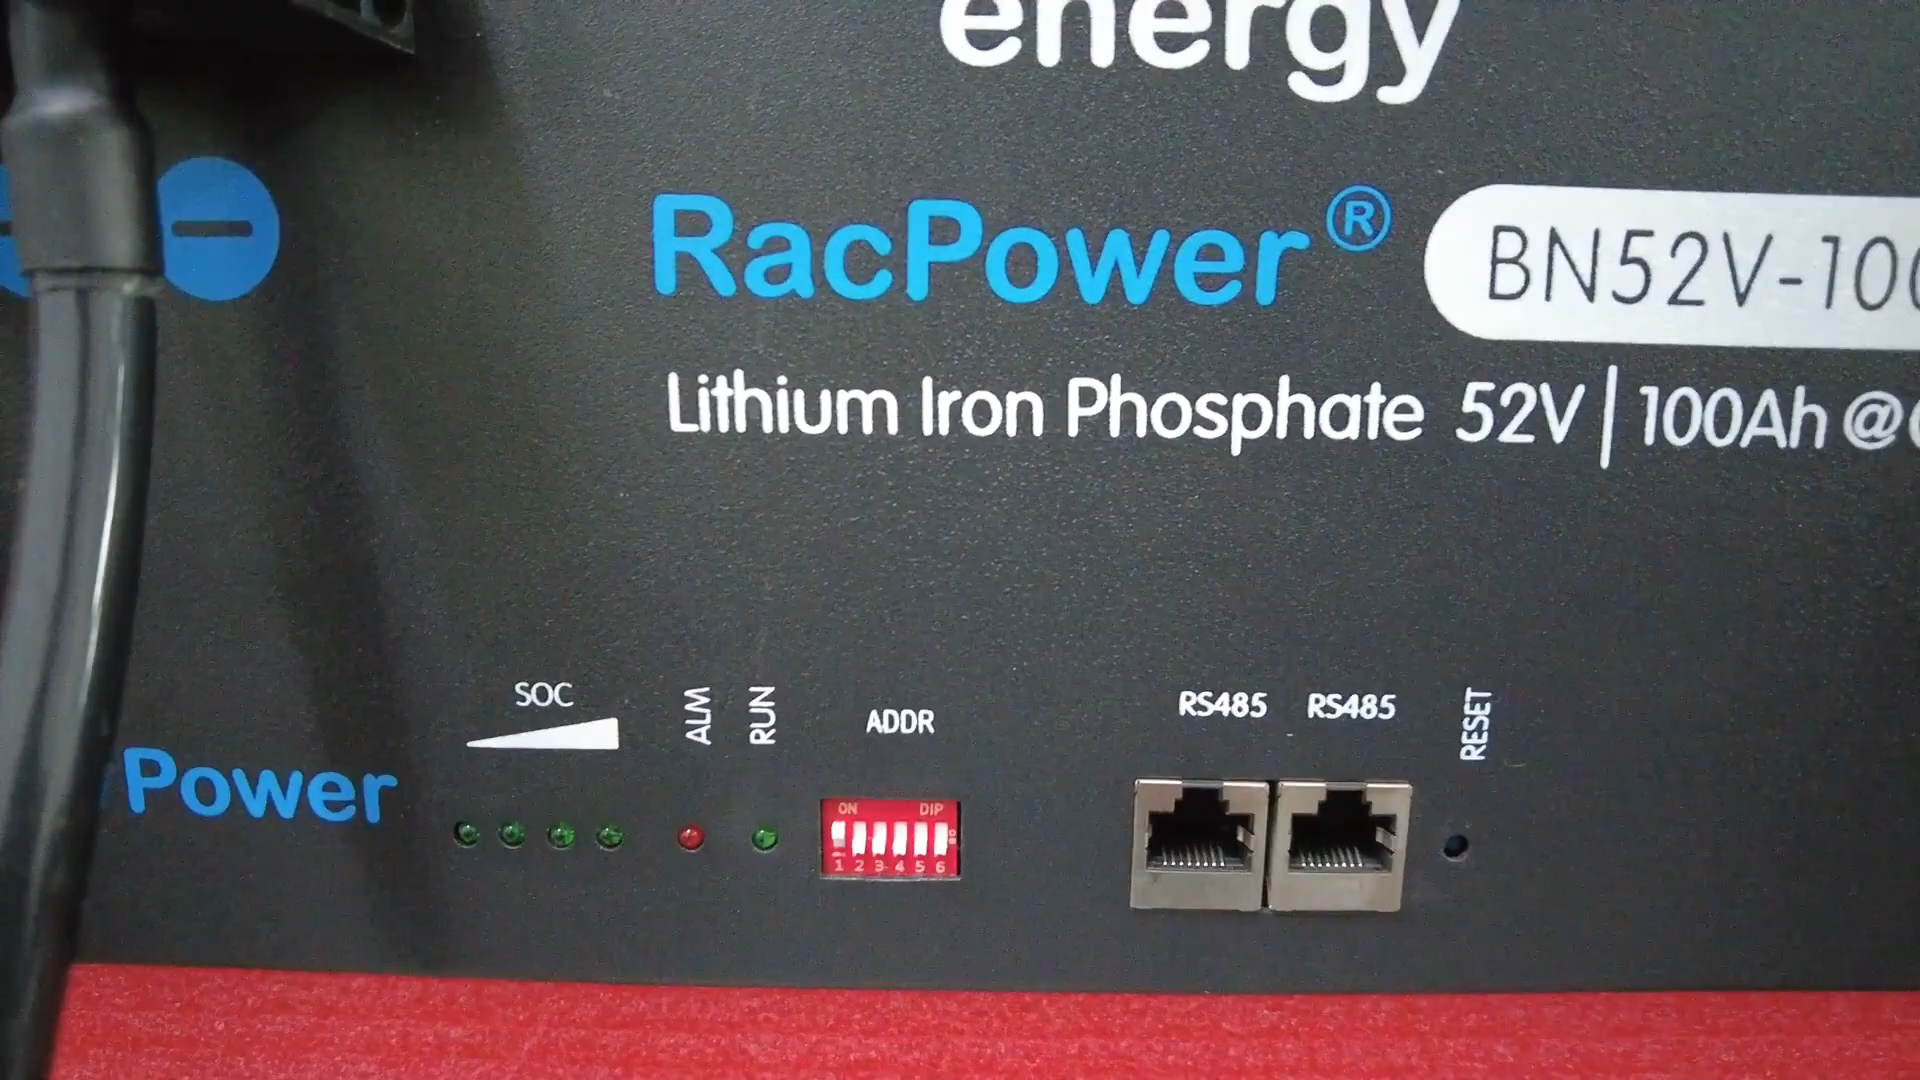 energy
RacPower®
BN52V-100
Lithium Iron Phosphate 52V | 100Ah @
SOC
ALM
RUN
ADDR
RS485
RS485
RESET
Power
ON DIP
1 2 3 4 5 6